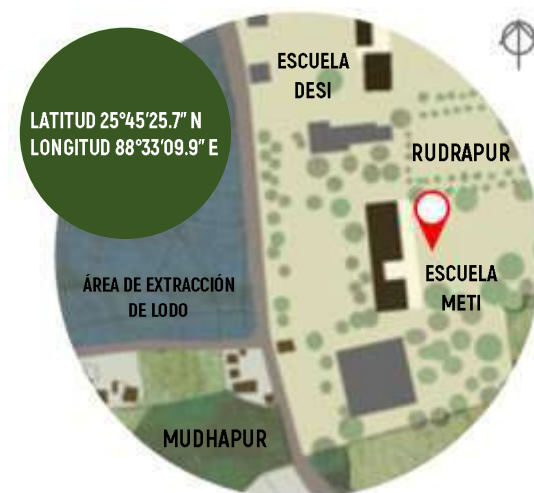 ESCUELA
DESI
LATITUD 25°45'25.7" N
LONGITUD 88°33'09.9" E
RUDRAPUR
ESCUELA
METI
ÁREA DE EXTRACCIÓN
DE LODO
MUDHAPUR